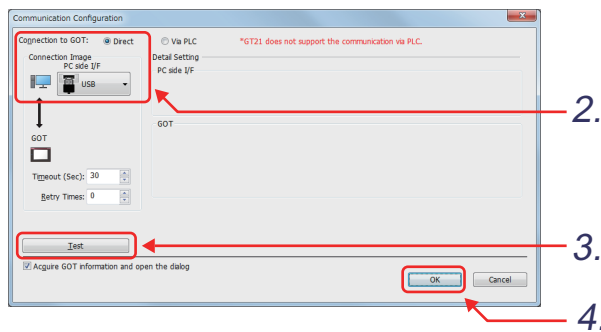 Communication Configuration
Connection to GOT: Direct Via PLC *GT21 does not support the communication via PLC.
Connection Image Detail Setting
PC side I/F PC side I/F
USB
2.
GOT
GOT
Timeout (Sec): 30
Retry Times: 0
Test
3.
Acquire GOT information and open the dialog
OK Cancel
4.